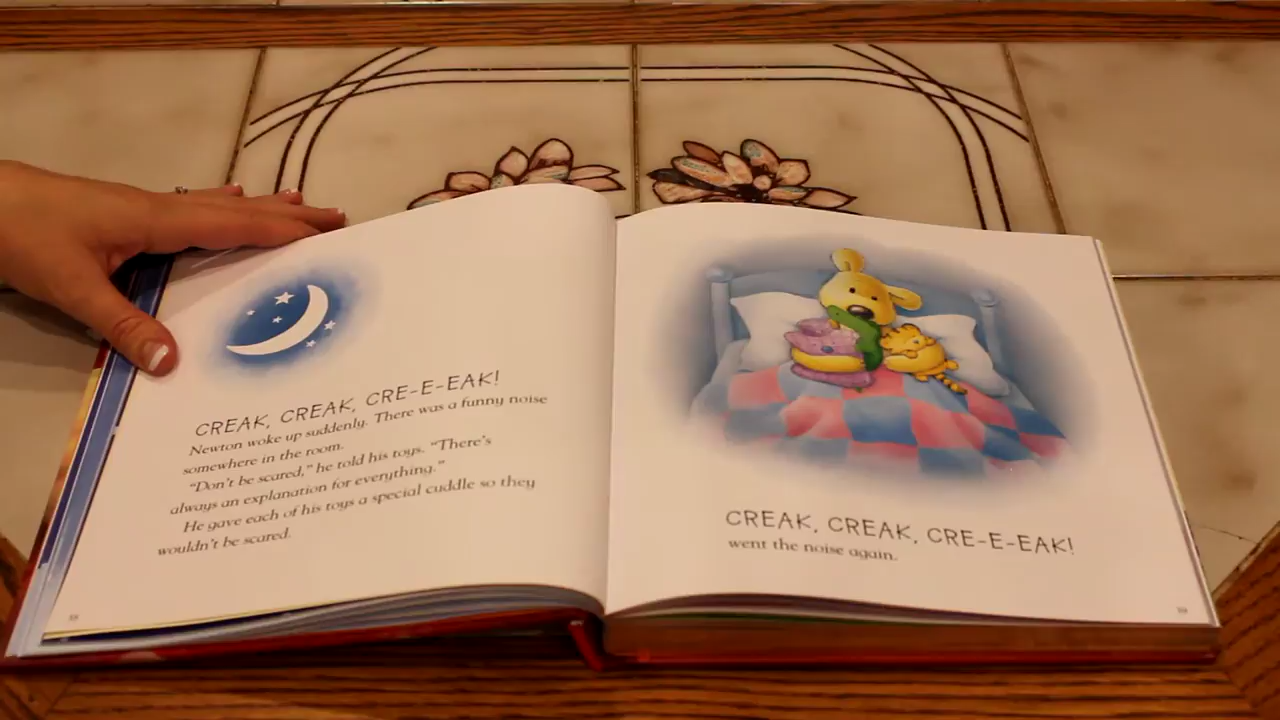 CREAK, CREAK, CRE-E-EAK!
Newton woke up suddenly. There was a funny noise
somewhere in the room.
"Don't be scared," he told his toys. "There's
always an explanation for everything."
He gave each of his toys a special cuddle so they
wouldn't be scared.
CREAK, CREAK, CRE-E-EAK!
went the noise again.